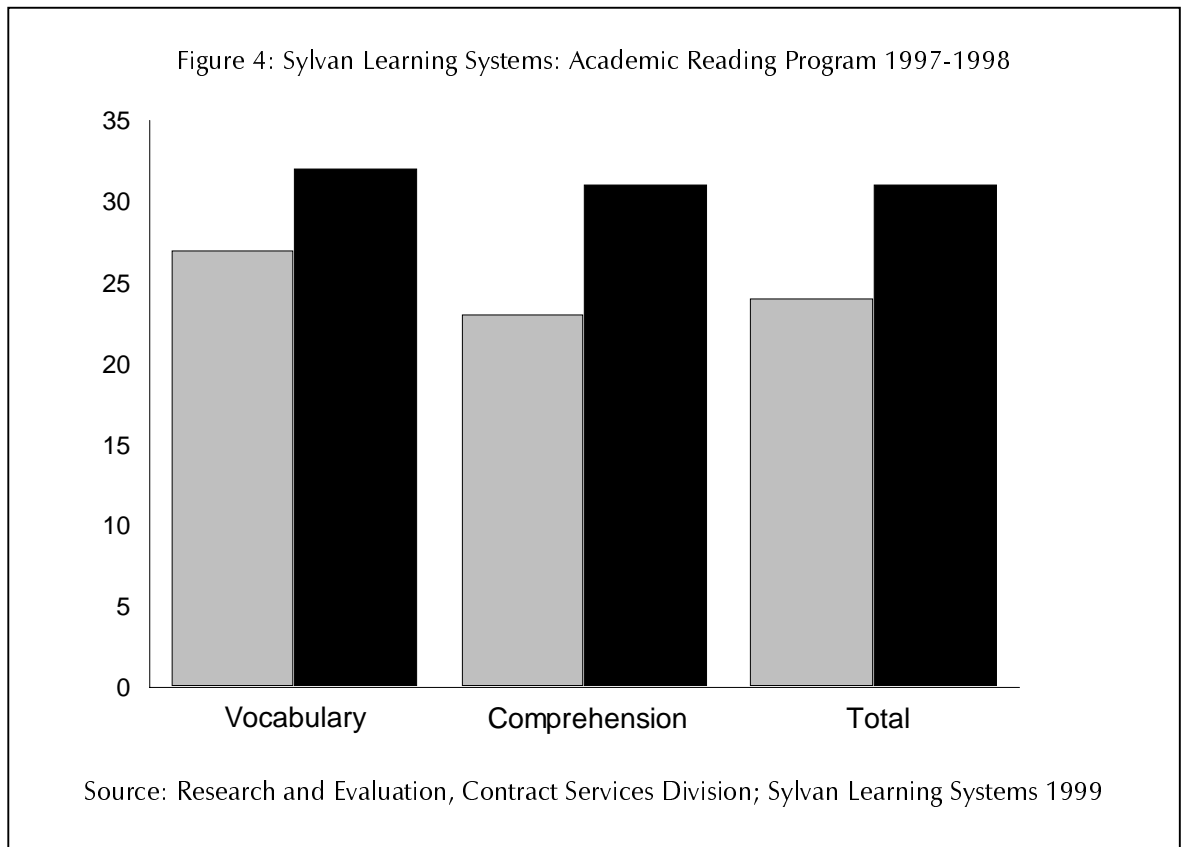 Figure 4: Sylvan Learning Systems: Academic Reading Program 1997-1998
35
30
25
20
15
10
5
0
Vocabulary
Comprehension
Total
Source: Research and Evaluation, Contract Services Division; Sylvan Learning Systems 1999